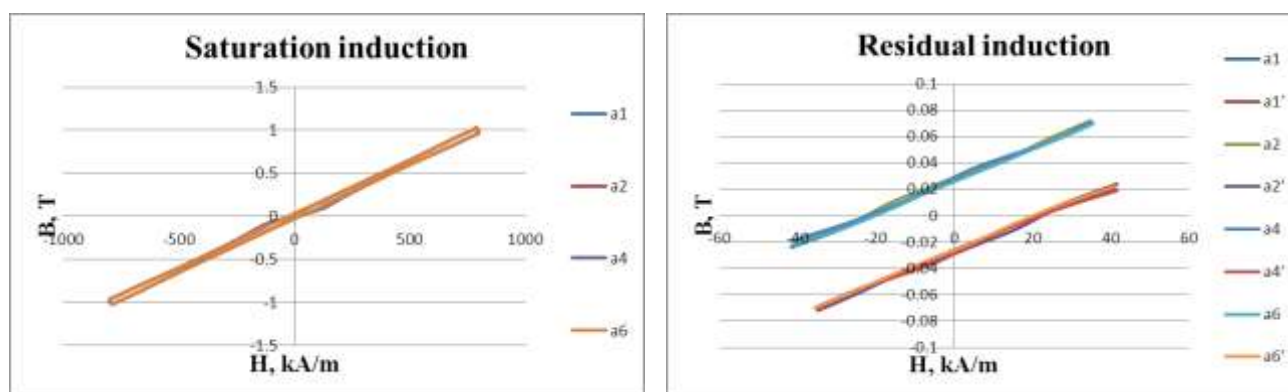 Saturation induction
1.5
1
0.5
0
-0.5
-1
-1.5
-1000
-500
0
500
1000
B, T
H, kA/m
a1
a2
a4
a6
Residual induction
0.1
0.08
0.06
0.04
0.02
0
-0.02
-0.04
-0.06
-0.08
-0.1
-60
-40
-20
0
20
40
60
B, T
H, kA/m
a1
a1'
a2
a2'
a4
a4'
a6
a6'